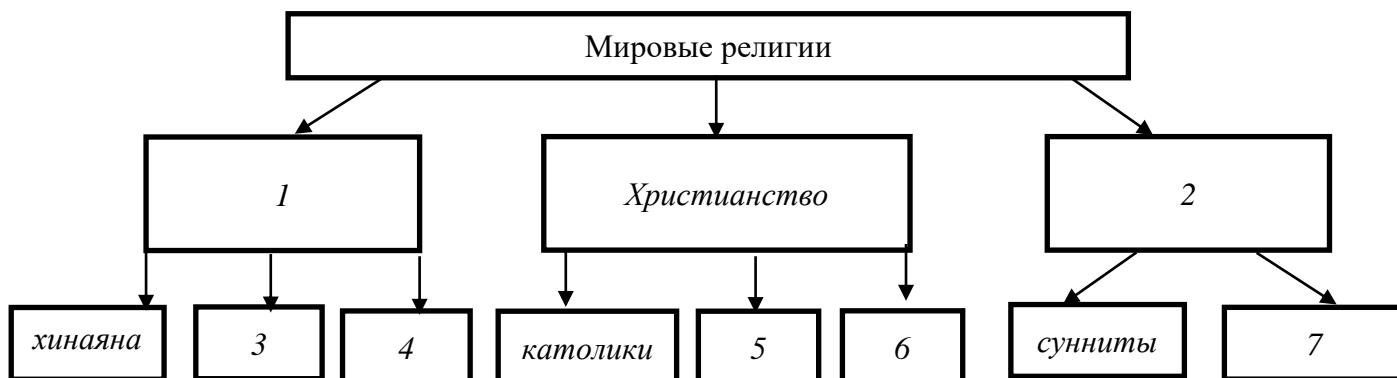 Мировые религии
1
Христианство
2
хинаяна
3
4
католики
5
6
сунниты
7